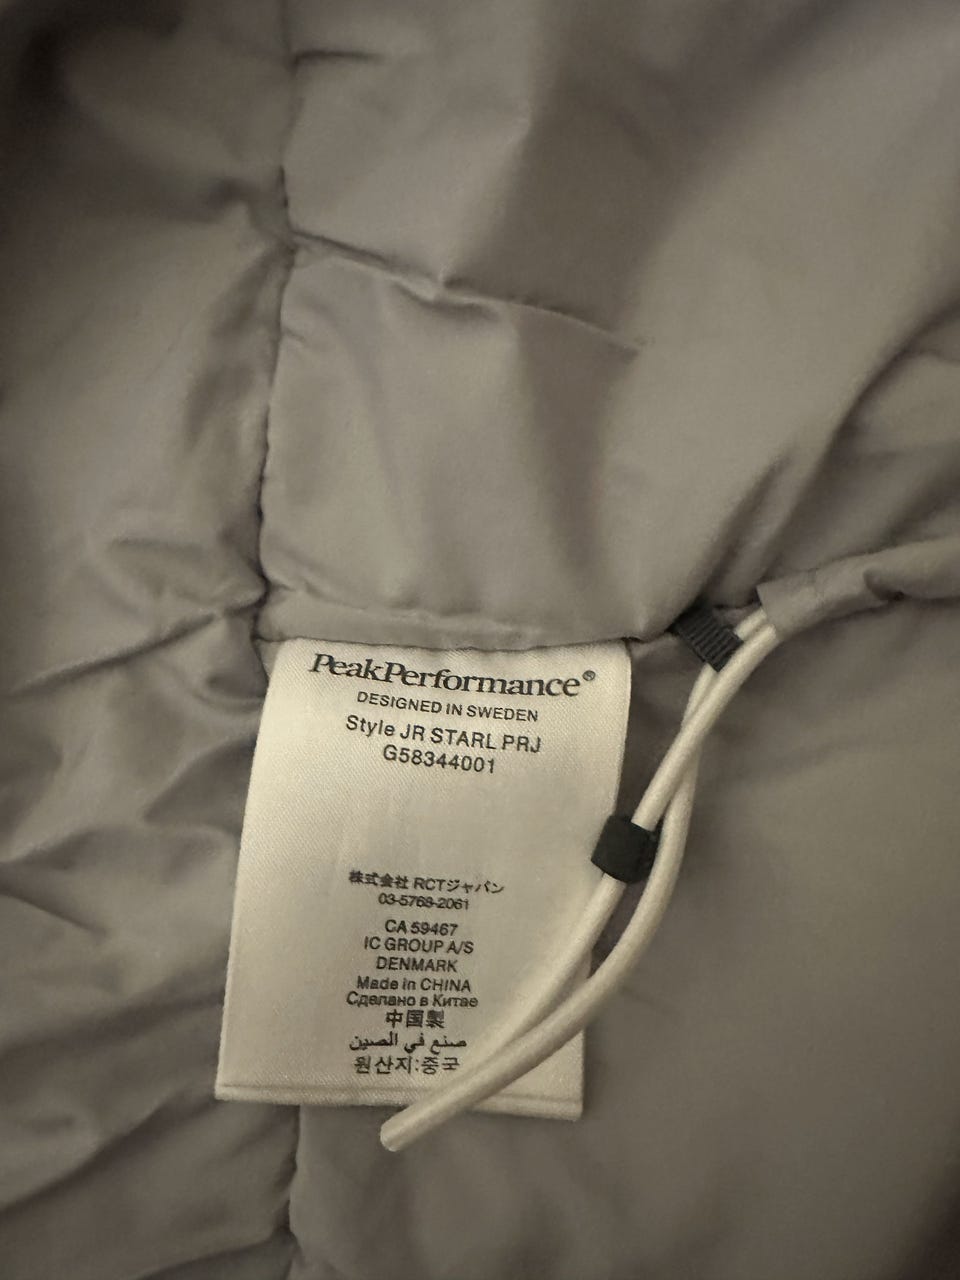 PeakPerformance®
DESIGNED IN SWEDEN
Style JR STARL PRJ
G58344001
株式会社 RCTジャパン
03-5768-2061
CA 59467
IC GROUP A/S
DENMARK
Made in CHINA
Сделано в Китае
中国製
صنع في الصين
원산지:중국